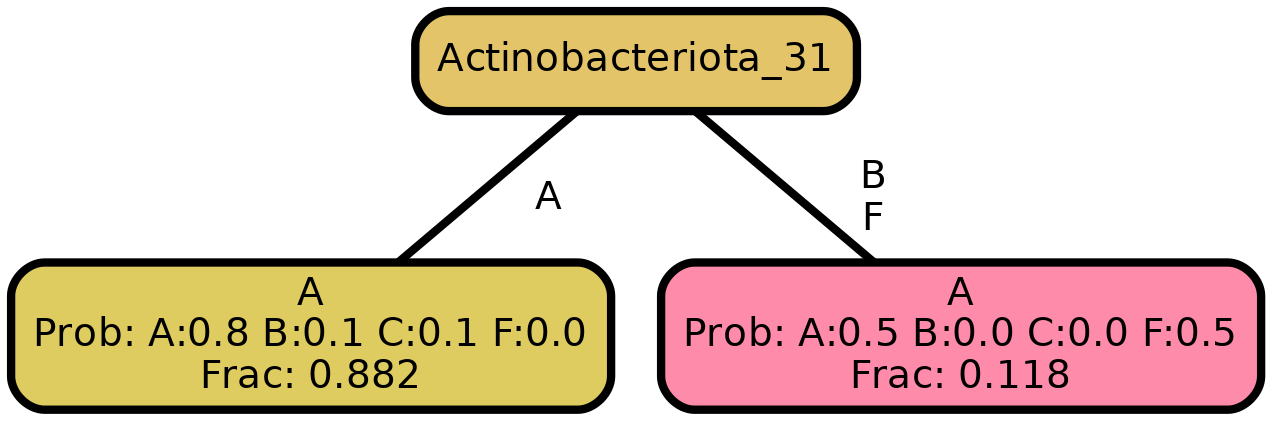 Actinobacteriota_31
A
B
F
A
Prob: A:0.8 B:0.1 C:0.1 F:0.0
Frac: 0.882
A
Prob: A:0.5 B:0.0 C:0.0 F:0.5
Frac: 0.118